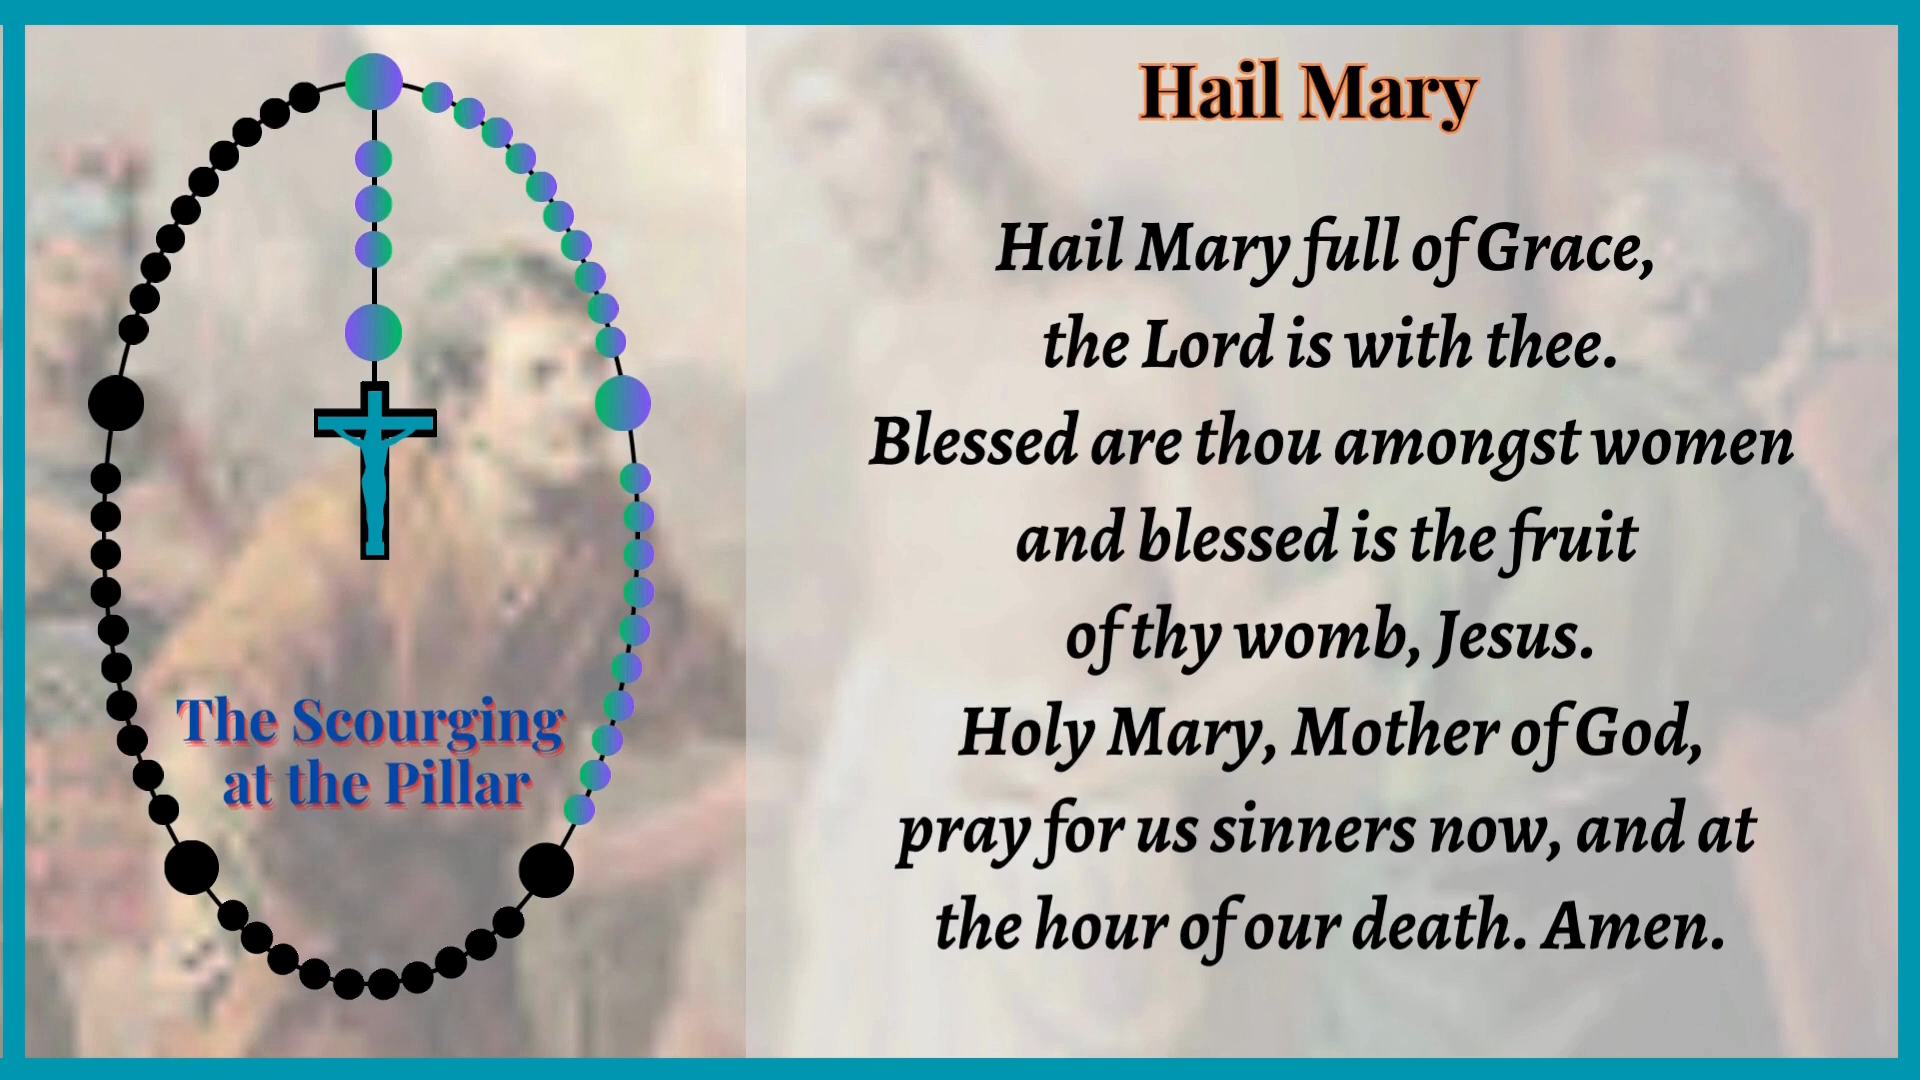 The Scourging
at the Pillar
Hail Mary
Hail Mary full of Grace,
the Lord is with thee.
Blessed are thou amongst women
and blessed is the fruit
of thy womb, Jesus.
Holy Mary, Mother of God,
pray for us sinners now, and at
the hour of our death. Amen.